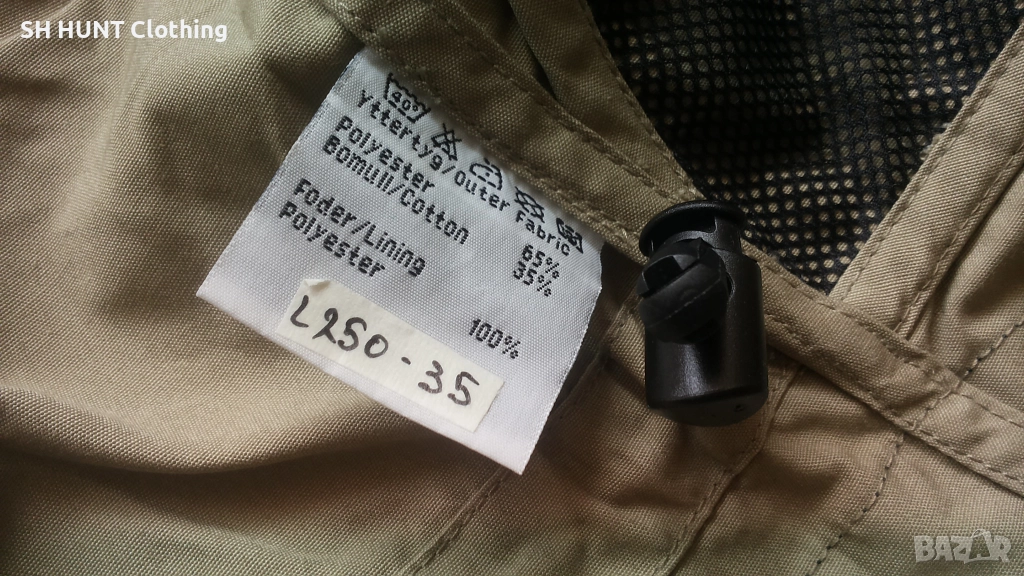 SH HUNT Clothing
40
Yttertyg/Outer Fabric
Polyester 65%
Bomull/Cotton 35%
Foder/Lining
Polyester 100%
L250-35
BAZAR